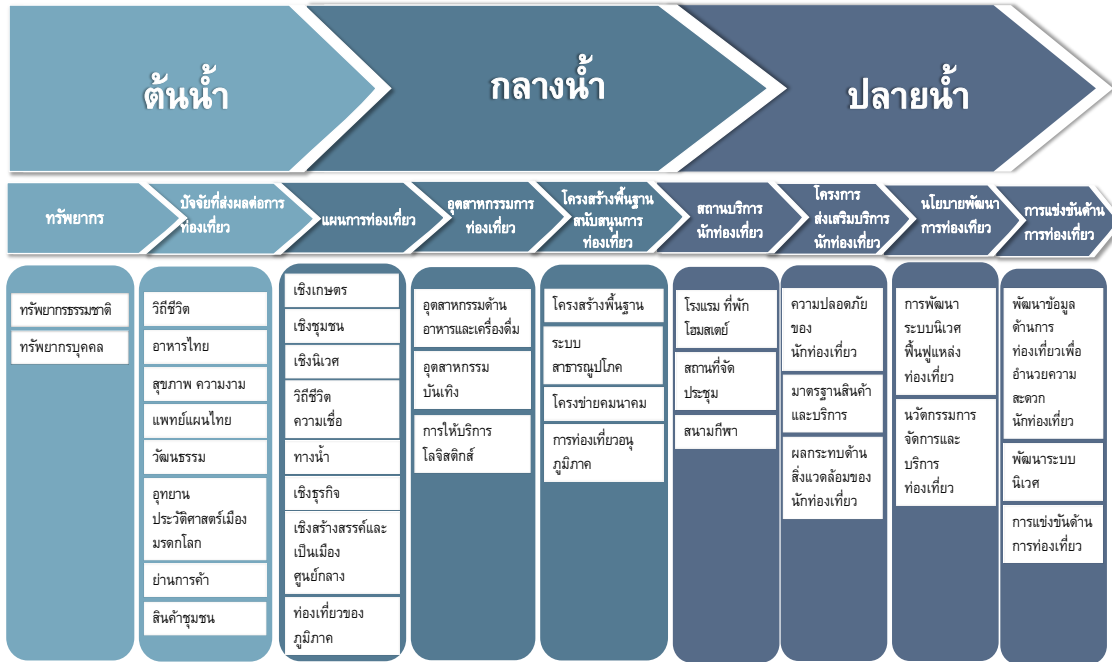 ต้นน้ำ
กลางน้ำ
ปลายน้ำ
ทรัพยากร
ปัจจัยที่ส่งผลต่อการ
ท่องเที่ยว
แผนการท่องเที่ยว
อุตสาหกรรมการ
ท่องเที่ยว
โครงสร้างพื้นฐาน
สนับสนุนการ
ท่องเที่ยว
สถานบริการ
นักท่องเที่ยว
โครงการ
ส่งเสริมบริการ
นักท่องเที่ยว
นโยบายพัฒนา
การท่องเทียว
การแข่งขันด้าน
การท่องเที่ยว
ทรัพยากรธรรมชาติ
ทรัพยากรบุคคล
วิถีชีวิต
อาหารไทย
สุขภาพ ความงาม
แพทย์แผนไทย
วัฒนธรรม
อุทยาน
ประวัติศาสตร์เมือง
มรดกโลก
ย่านการค้า
สินค้าชุมชน
เชิงเกษตร
เชิงชุมชน
เชิงนิเวศ
วิถีชีวิต
ความเชื่อ
ทางน้ำ
เชิงธุรกิจ
เชิงสร้างสรรค์และ
เป็นเมือง
ศูนย์กลาง
ท่องเที่ยวของ
ภูมิภาค
อุตสาหกรรมด้าน
อาหารและเครื่องดื่ม
อุตสาหกรรม
บันเทิง
การให้บริการ
โลจิสติกส์
โครงสร้างพื้นฐาน
ระบบ
สาธารณูปโภค
โครงข่ายคมนาคม
การท่องเที่ยวอนุ
ภูมิภาค
โรงแรม ที่พัก
โฮมสเตย์
สถานที่จัด
ประชุม
สนามกีฬา
ความปลอดภัย
ของ
นักท่องเที่ยว
มาตรฐานสินค้า
และบริการ
ผลกระทบด้าน
สิ่งแวดล้อมของ
นักท่องเที่ยว
การพัฒนา
ระบบนิเวศ
ฟื้นฟูแหล่ง
ท่องเที่ยว
นวัตกรรมการ
จัดการและ
บริการ
ท่องเที่ยว
พัฒนาข้อมูล
ด้านการ
ท่องเที่ยวเพื่อ
อำนวยความ
สะดวก
นักท่องเที่ยว
พัฒนาระบบ
นิเวศ
การแข่งขันด้าน
การท่องเที่ยว